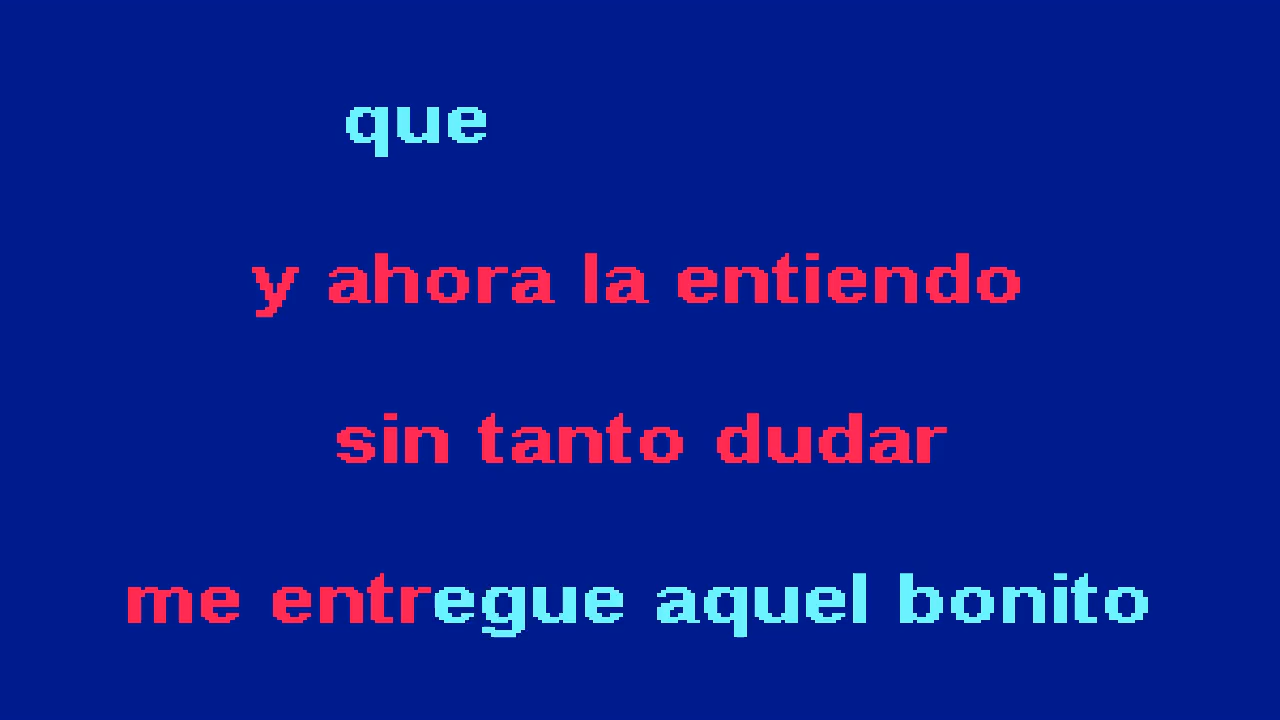 que
y ahora la entiendo
sin tanto dudar
me entregue aquel bonito